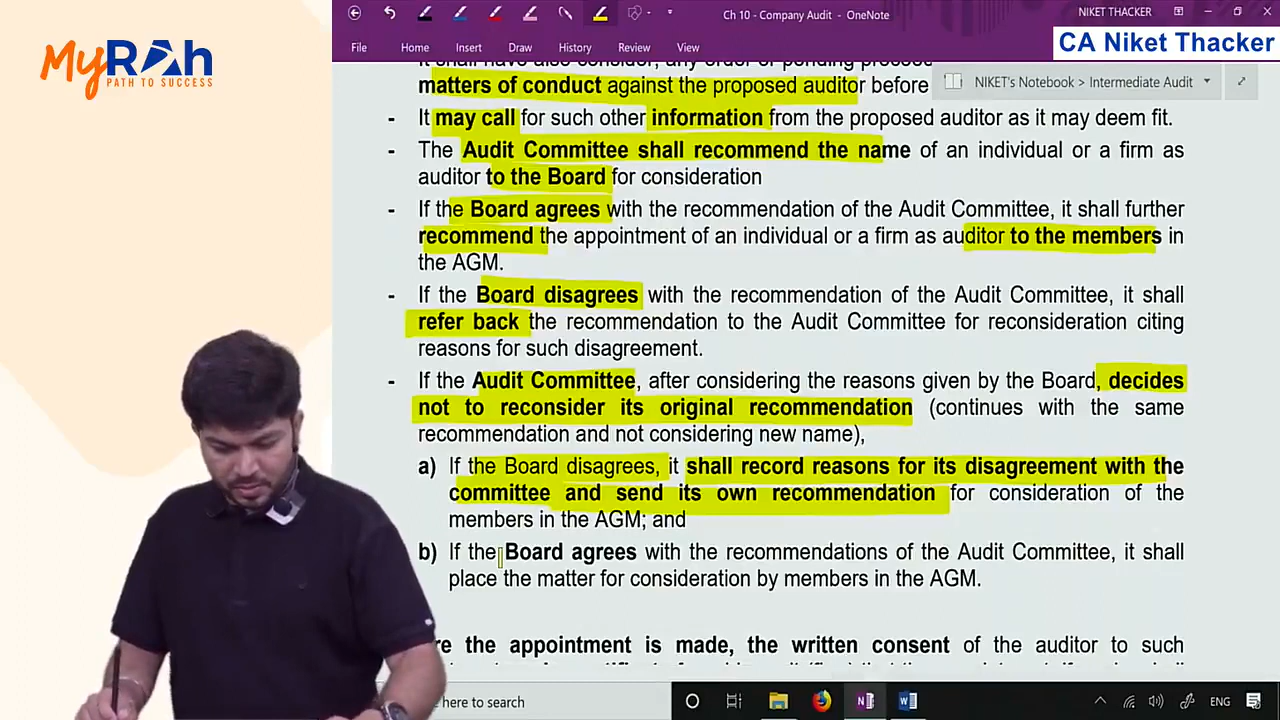 MyRAh
PATH TO SUCCESS
Ch 10 - Company Audit - OneNote
NIKET THACKER
CA Niket Thacker
File Home Insert Draw History Review View
NIKET's Notebook > Intermediate Audit
matters of conduct against the proposed auditor before
- It may call for such other information from the proposed auditor as it may deem fit.
- The Audit Committee shall recommend the name of an individual or a firm as
auditor to the Board for consideration
- If the Board agrees with the recommendation of the Audit Committee, it shall further
recommend the appointment of an individual or a firm as auditor to the members in
the AGM.
- If the Board disagrees with the recommendation of the Audit Committee, it shall
refer back the recommendation to the Audit Committee for reconsideration citing
reasons for such disagreement.
- If the Audit Committee, after considering the reasons given by the Board, decides
not to reconsider its original recommendation (continues with the same
recommendation and not considering new name),
a) If the Board disagrees, it shall record reasons for its disagreement with the
committee and send its own recommendation for consideration of the
members in the AGM; and
b) If the Board agrees with the recommendations of the Audit Committee, it shall
place the matter for consideration by members in the AGM.
re the appointment is made, the written consent of the auditor to such
here to search
ENG